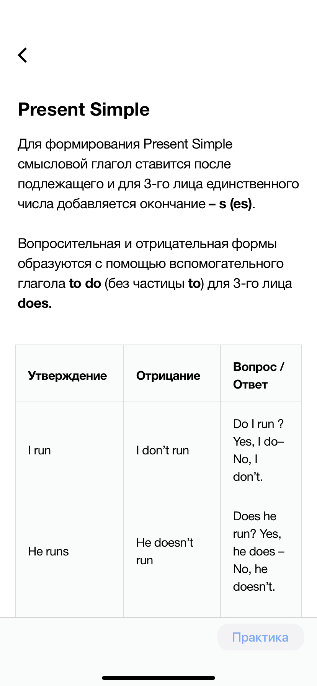 Present Simple
Для формирования Present Simple
смысловой глагол ставится после
подлежащего и для 3-го лица единственного
числа добавляется окончание – s (es).
Вопросительная и отрицательная формы
образуются с помощью вспомогательного
глагола to do (без частицы to) для 3-го лица
does.
Утверждение
Отрицание
Вопрос /
Ответ
I run
I don’t run
Do I run ?
Yes, I do–
No, I
don’t.
He runs
He doesn’t
run
Does he
run? Yes,
he does –
No, he
doesn’t.
Практика